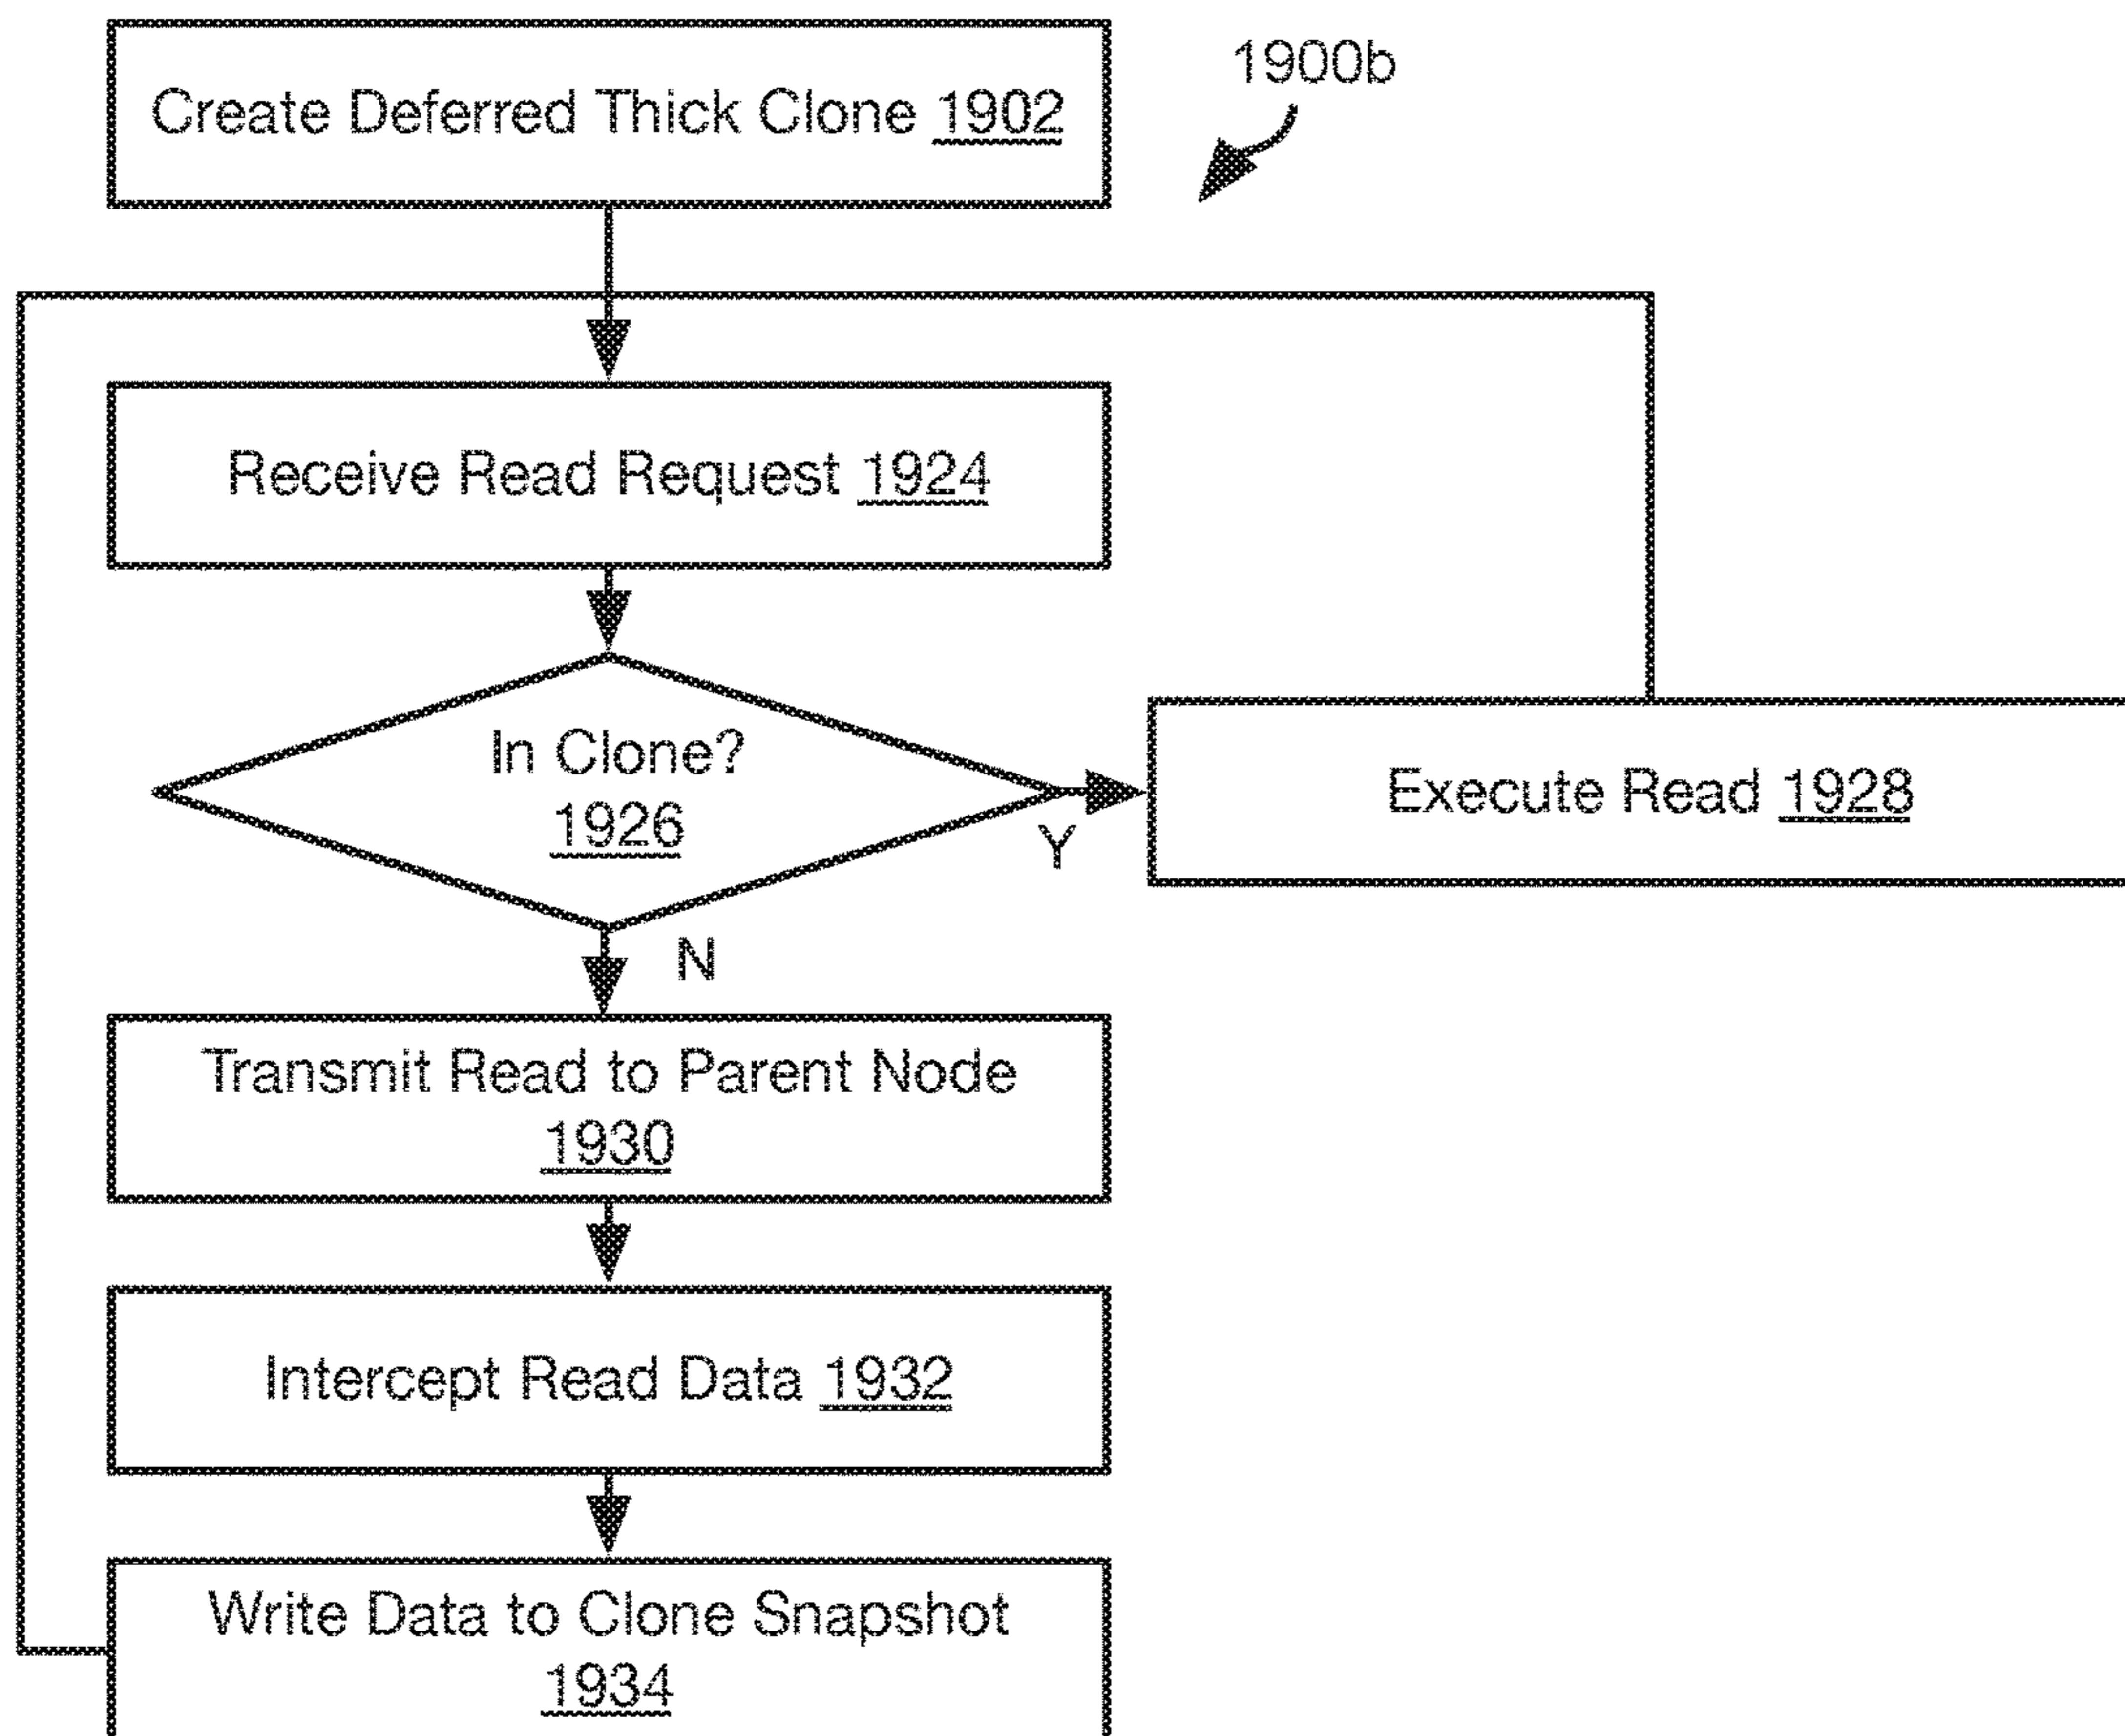 Create Deferred Thick Clone 1902
1900b
Receive Read Request 1924
In Clone?
1926
Y
Execute Read 1928
N
Transmit Read to Parent Node
1930
Intercept Read Data 1932
Write Data to Clone Snapshot
1934